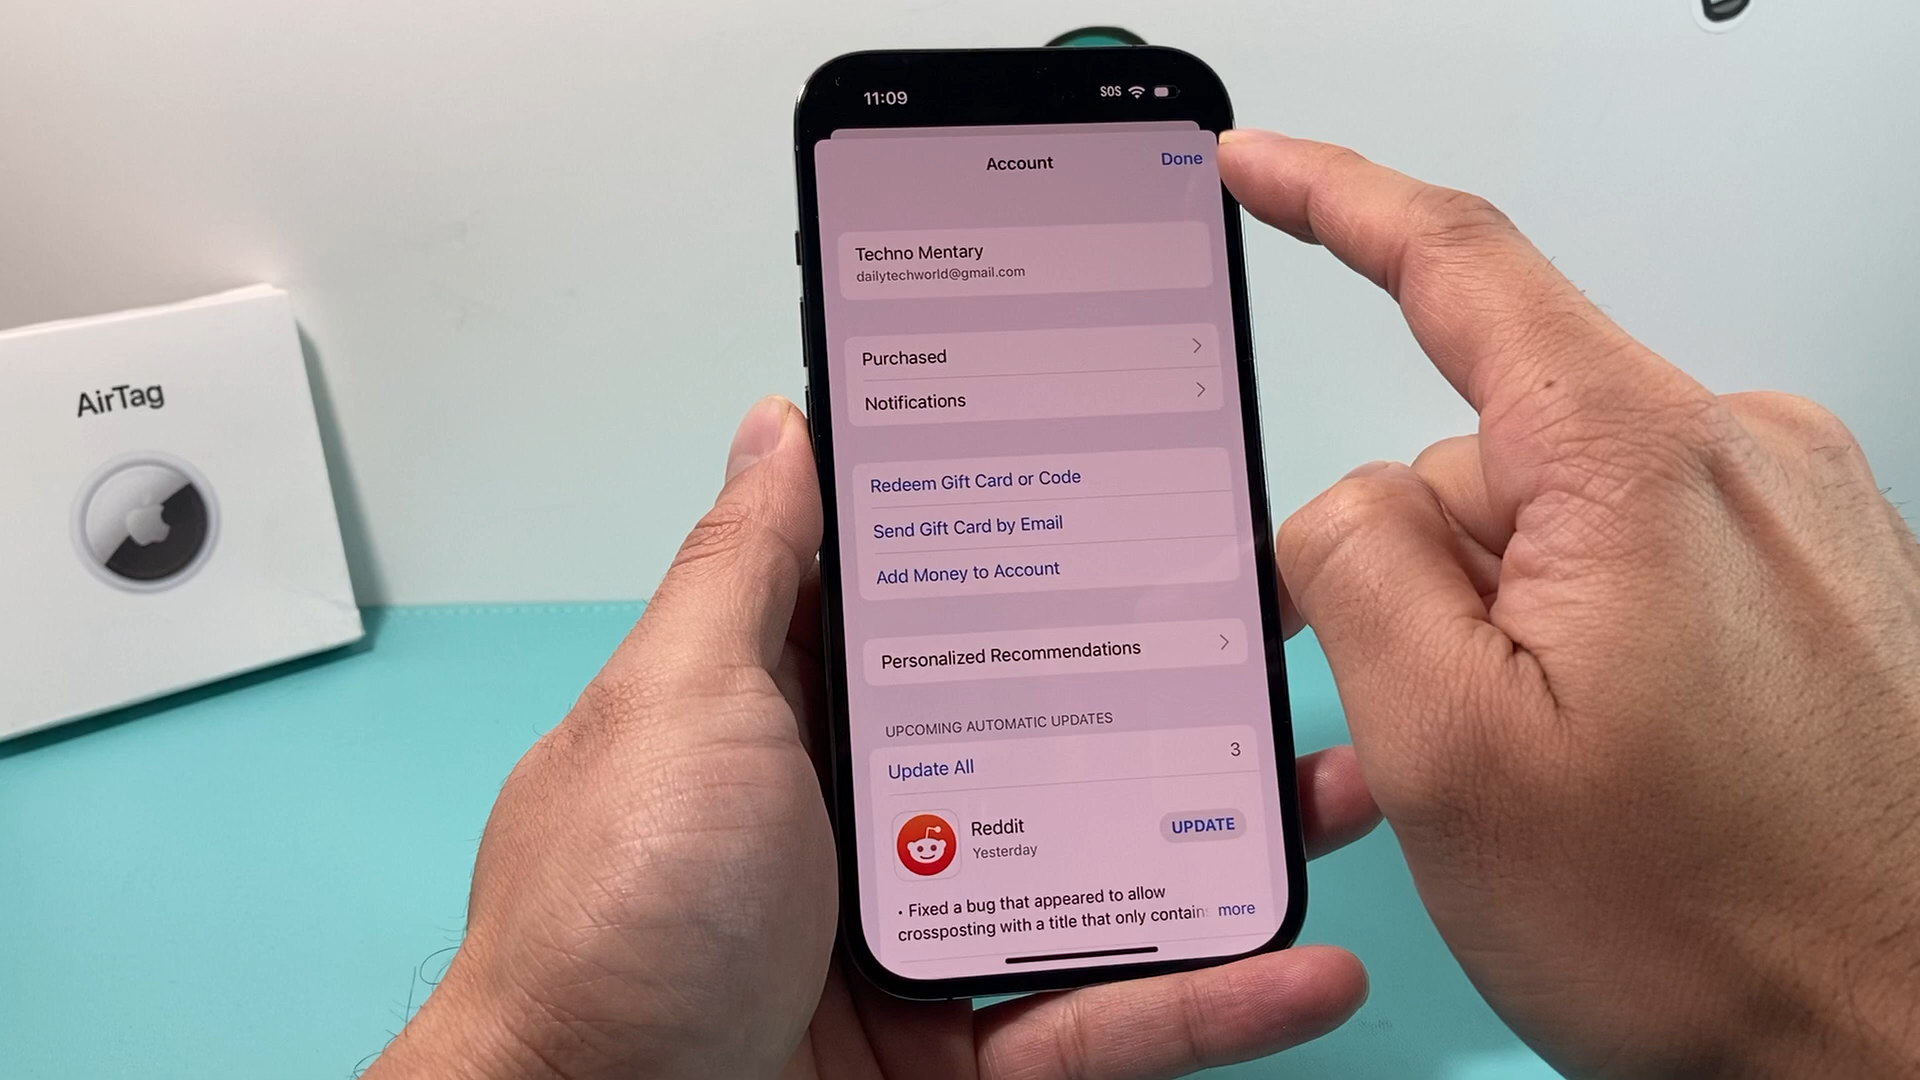 AirTag
11:09
SOS
Account
Done
Techno Mentary
dailytechworld@gmail.com
Purchased
Notifications
Redeem Gift Card or Code
Send Gift Card by Email
Add Money to Account
Personalized Recommendations
UPCOMING AUTOMATIC UPDATES
Update All
3
Reddit
UPDATE
Yesterday
• Fixed a bug that appeared to allow
crossposting with a title that only contain more